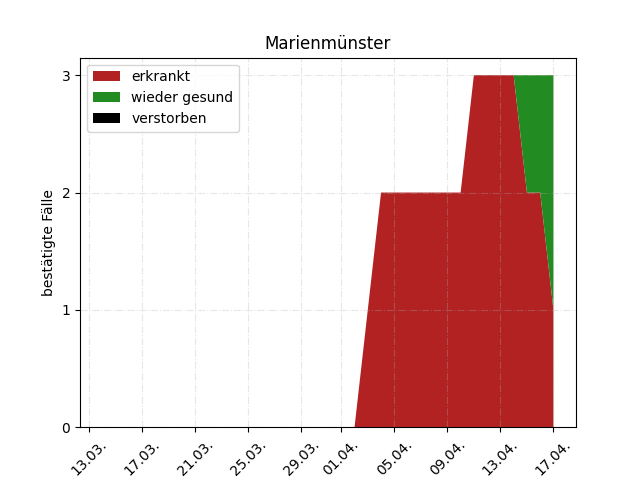 Marienmünster
erkrankt
wieder gesund
verstorben
bestätigte Fälle
3
2
1
0
13.03.
17.03.
21.03.
25.03.
29.03.
01.04.
05.04.
09.04.
13.04.
17.04.